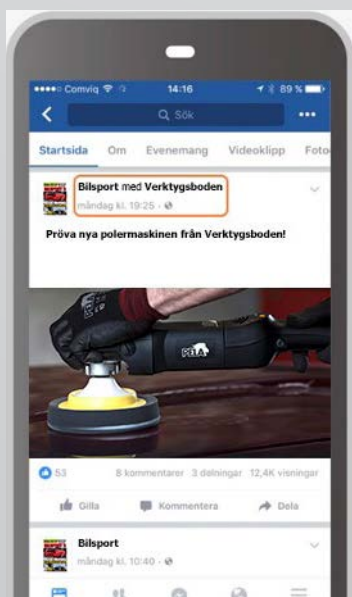 Comviq 14:16 89 %
Sök
Startsida Om Evenemang Videoklipp Foto
Bilsport med Verktygsboden
måndag kl. 19:25
Pröva nya polermaskinen från Verktygsboden!
PELA
53 8 kommentarer 3 delningar 12,4K visningar
Gilla Kommentera Dela
Bilsport
måndag kl. 10:40